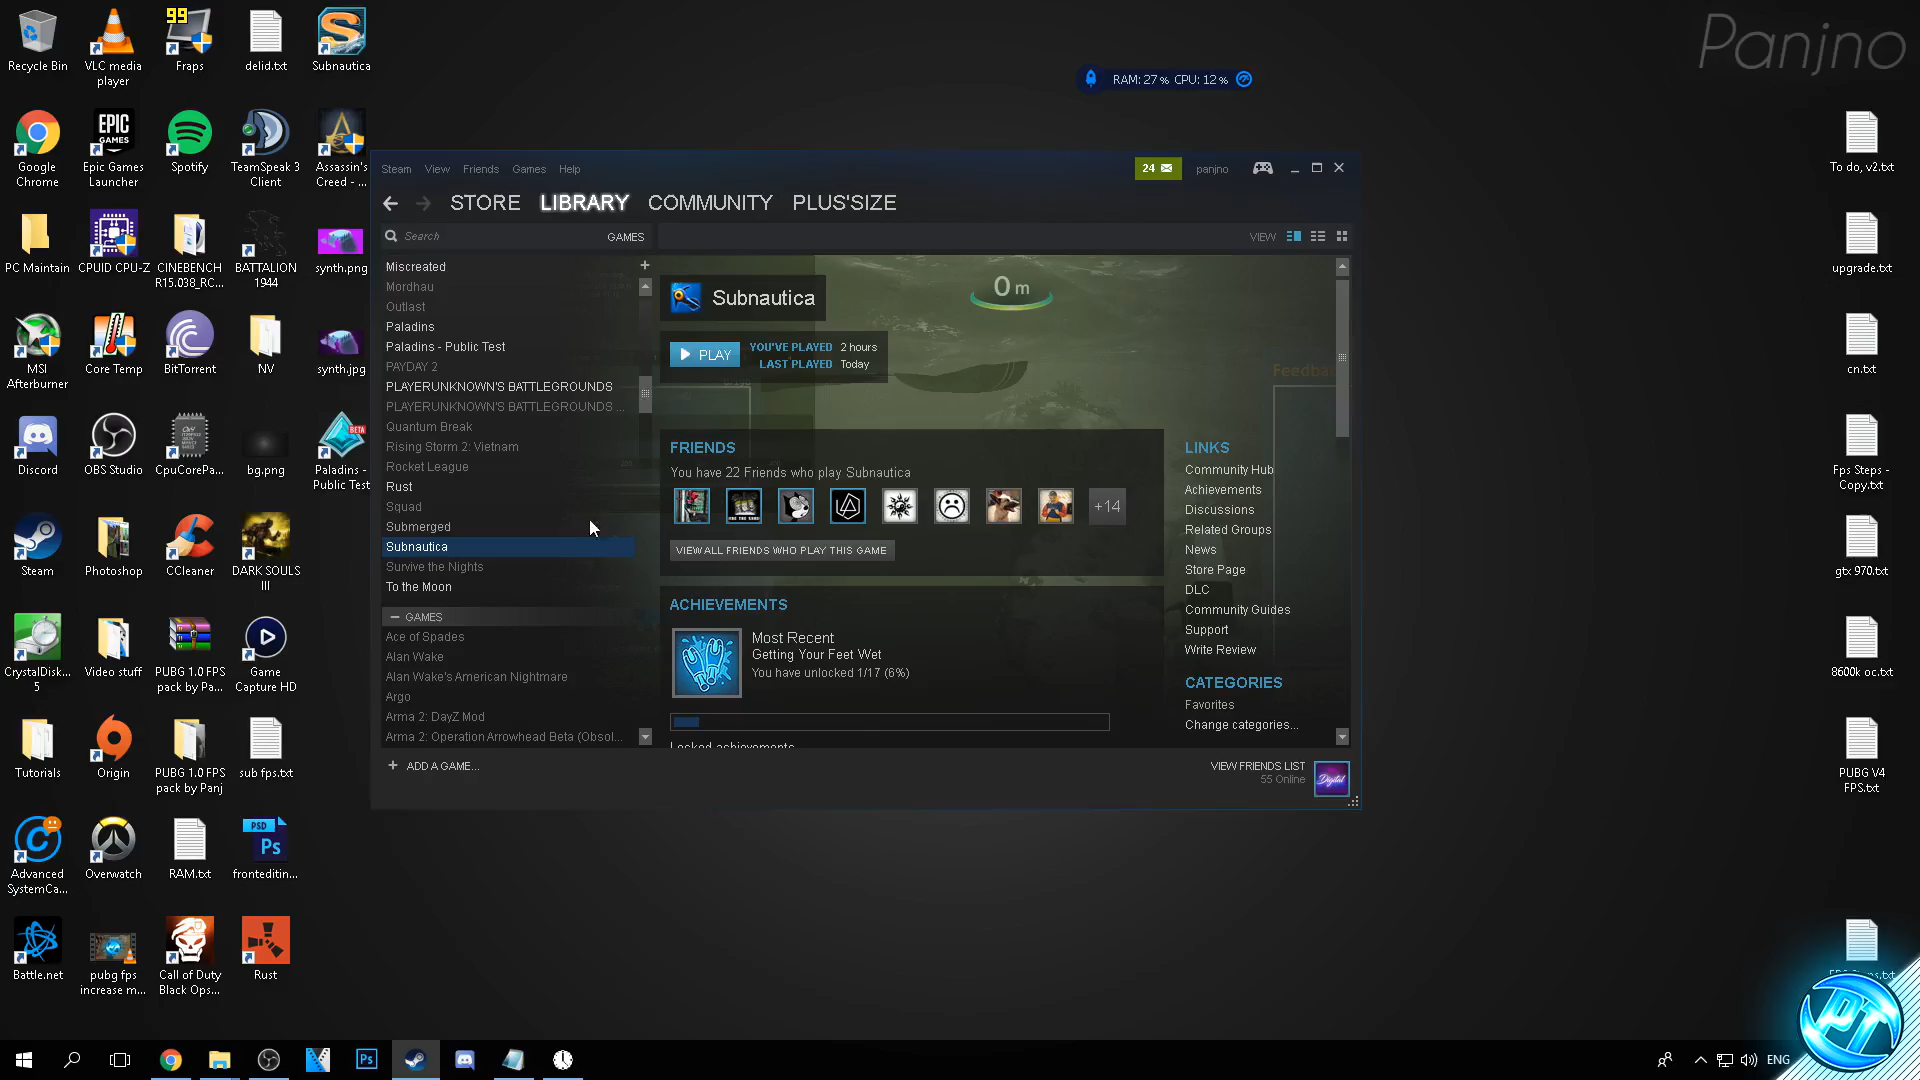 Panjno
99
Recycle Bin
VLC media
player
Fraps
delid.txt
Subnautica
RAM: 27 % CPU: 12 %
Google
Chrome
EPIC
GAMES
Epic Games
Launcher
Spotify
TeamSpeak 3
Client
Assassin's
Creed - ...
PC Maintain
CPUID CPU-Z
CINEBENCH
R15.038_RC...
BATTALION
1944
synth.png
MSI
Afterburner
Core Temp
BitTorrent
NV
synth.jpg
Discord
OBS Studio
CpuCorePa...
bg.png
BETA
Paladins -
Public Test
Steam
Photoshop
CCleaner
DARK SOULS
III
CrystalDisk...
5
Video stuff
PUBG 1.0 FPS
pack by Pa...
Game
Capture HD
Tutorials
Origin
PUBG 1.0 FPS
pack by Panj
sub fps.txt
Advanced
SystemCa...
Overwatch
RAM.txt
PSD
Ps
fronteditin...
Battle.net
pubg fps
increase m...
Call of Duty
Black Ops...
Rust
Steam View Friends Games Help
24
panjno
STORE LIBRARY COMMUNITY PLUS'SIZE
Search
GAMES
VIEW
Miscreated
Mordhau
Outlast
Paladins
Paladins - Public Test
PAYDAY 2
PLAYERUNKNOWN'S BATTLEGROUNDS
PLAYERUNKNOWN'S BATTLEGROUNDS ...
Quantum Break
Rising Storm 2: Vietnam
Rocket League
Rust
Squad
Submerged
Subnautica
Survive the Nights
To the Moon
GAMES
Ace of Spades
Alan Wake
Alan Wake's American Nightmare
Argo
Arma 2: DayZ Mod
Arma 2: Operation Arrowhead Beta (Obsol...
ADD A GAME...
Subnautica
0 m
PLAY
YOU'VE PLAYED 2 hours
LAST PLAYED Today
Feedba
FRIENDS
You have 22 Friends who play Subnautica
+14
VIEW ALL FRIENDS WHO PLAY THIS GAME
ACHIEVEMENTS
Most Recent
Getting Your Feet Wet
You have unlocked 1/17 (6%)
Locked achievements
LINKS
Community Hub
Achievements
Discussions
Related Groups
News
Store Page
DLC
Community Guides
Support
Write Review
CATEGORIES
Favorites
Change categories...
VIEW FRIENDS LIST
55 Online
Digital
To do, v2.txt
upgrade.txt
cn.txt
Fps Steps -
Copy.txt
gtx 970.txt
8600k oc.txt
PUBG V4
FPS.txt
PT
Ps
ENG